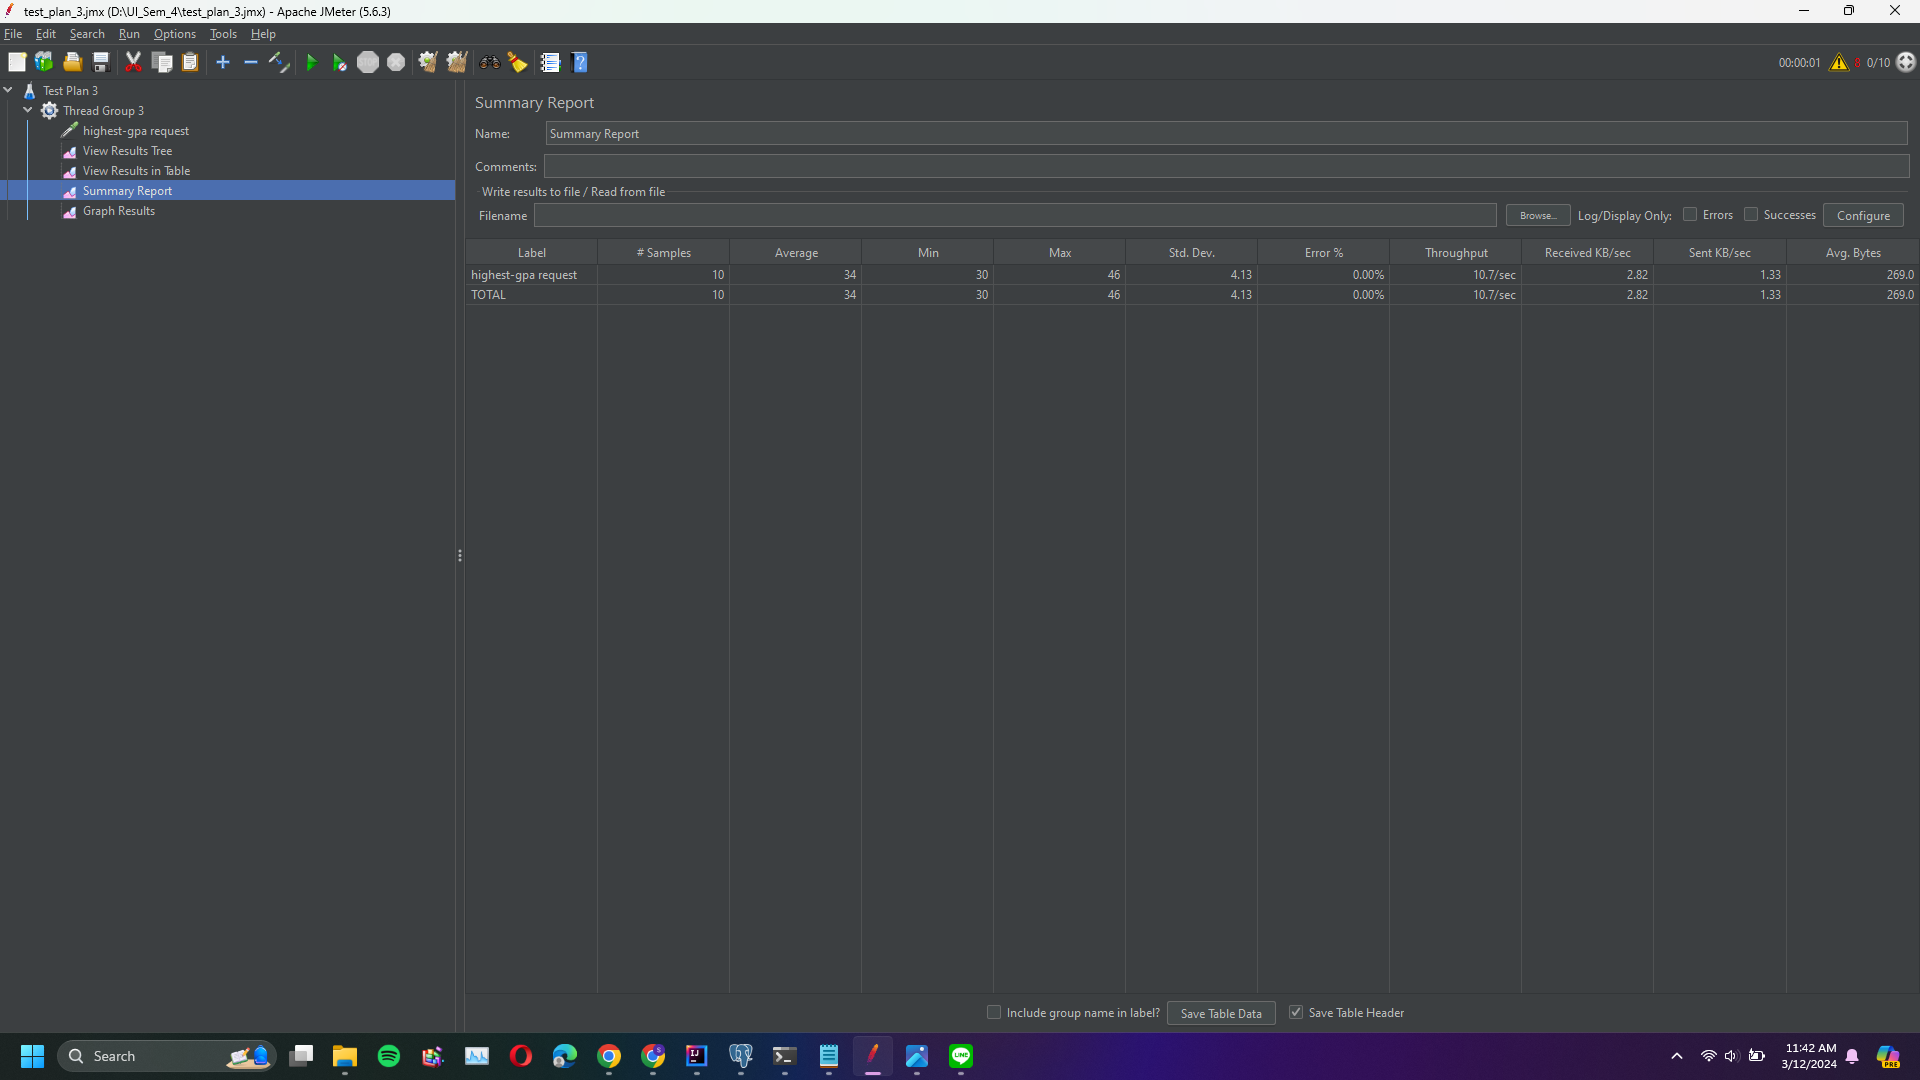 test_plan_3.jmx (D:\UI_Sem_4\test_plan_3.jmx) - Apache JMeter (5.6.3)
File Edit Search Run Options Tools Help
STOP
00:00:01 8 0/10
Test Plan 3
Thread Group 3
highest-gpa request
View Results Tree
View Results in Table
Summary Report
Graph Results
Summary Report
Name: Summary Report
Comments:
Write results to file / Read from file
Filename Browse... Log/Display Only: Errors Successes Configure
Label # Samples Average Min Max Std. Dev. Error % Throughput Received KB/sec Sent KB/sec Avg. Bytes
highest-gpa request 10 34 30 46 4.13 0.00% 10.7/sec 2.82 1.33 269.0
TOTAL 10 34 30 46 4.13 0.00% 10.7/sec 2.82 1.33 269.0
Include group name in label? Save Table Data Save Table Header
Search
IJ
LINE
11:42 AM
3/12/2024
PRE